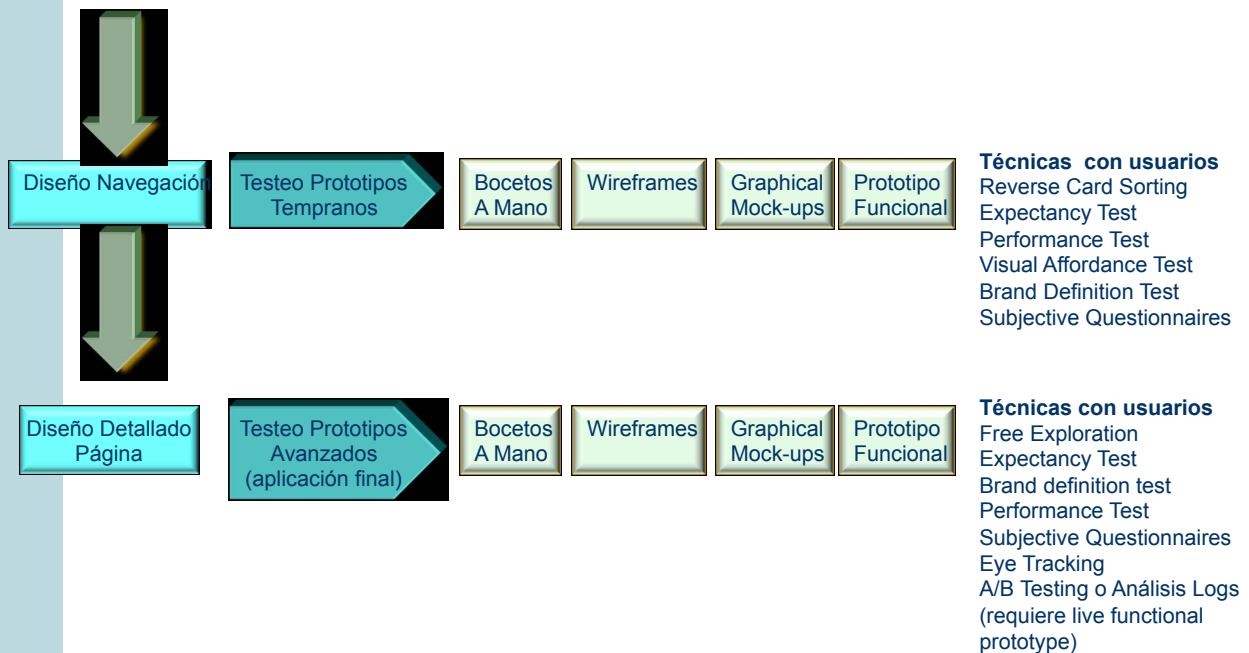 Diseño Navegación
Testeo Prototipos
Tempranos
Bocetos
A Mano
Wireframes
Graphical
Mock-ups
Prototipo
Funcional
Técnicas con usuarios
Reverse Card Sorting
Expectancy Test
Performance Test
Visual Affordance Test
Brand Definition Test
Subjective Questionnaires
Diseño Detallado
Página
Testeo Prototipos
Avanzados
(aplicación final)
Bocetos
A Mano
Wireframes
Graphical
Mock-ups
Prototipo
Funcional
Técnicas con usuarios
Free Exploration
Expectancy Test
Brand definition test
Performance Test
Subjective Questionnaires
Eye Tracking
A/B Testing o Análisis Logs
(requiere live functional
prototype)